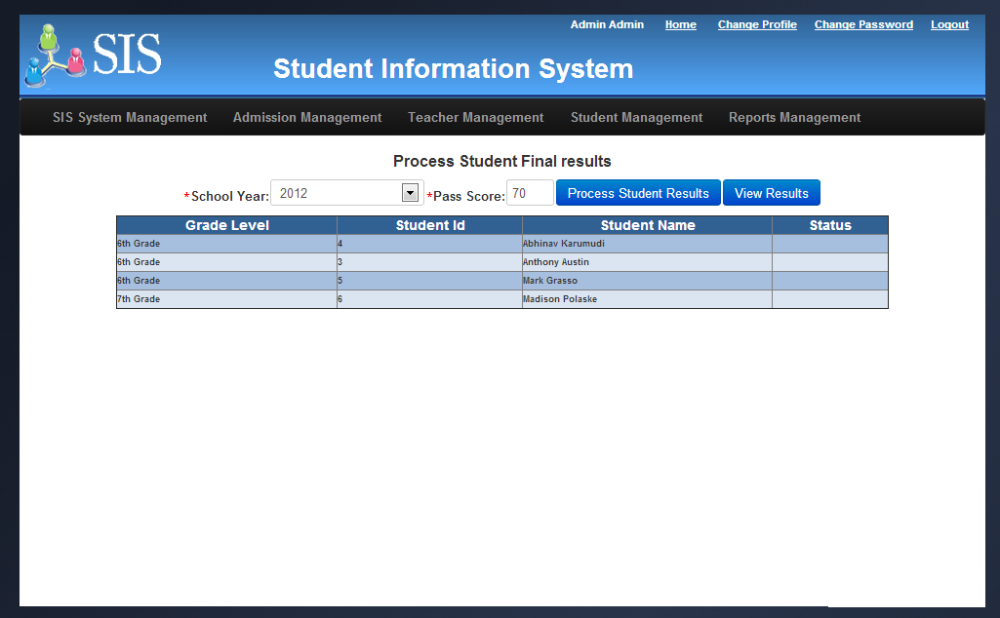 Admin Admin Home Change Profile Change Password Logout
SIS
Student Information System
SIS System Management Admission Management Teacher Management Student Management Reports Management
Process Student Final results
*School Year: 2012 *Pass Score: 70 Process Student Results View Results
Grade Level Student Id Student Name Status
6th Grade 4 Abhinav Karumudi
6th Grade 3 Anthony Austin
6th Grade 5 Mark Grasso
7th Grade 6 Madison Polaske